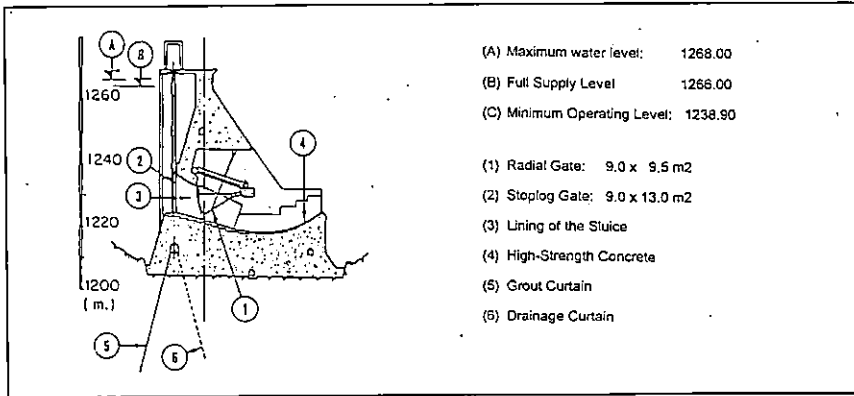 A
B
1260
1240
1220
1200
( m.)
2
3
4
1
5
6
(A) Maximum water level: 1268.00
(B) Full Supply Level 1266.00
(C) Minimum Operating Level: 1238.90
(1) Radial Gate: 9.0 x 9.5 m2
(2) Stoplog Gate: 9.0 x 13.0 m2
(3) Lining of the Sluice
(4) High-Strength Concrete
(5) Grout Curtain
(6) Drainage Curtain